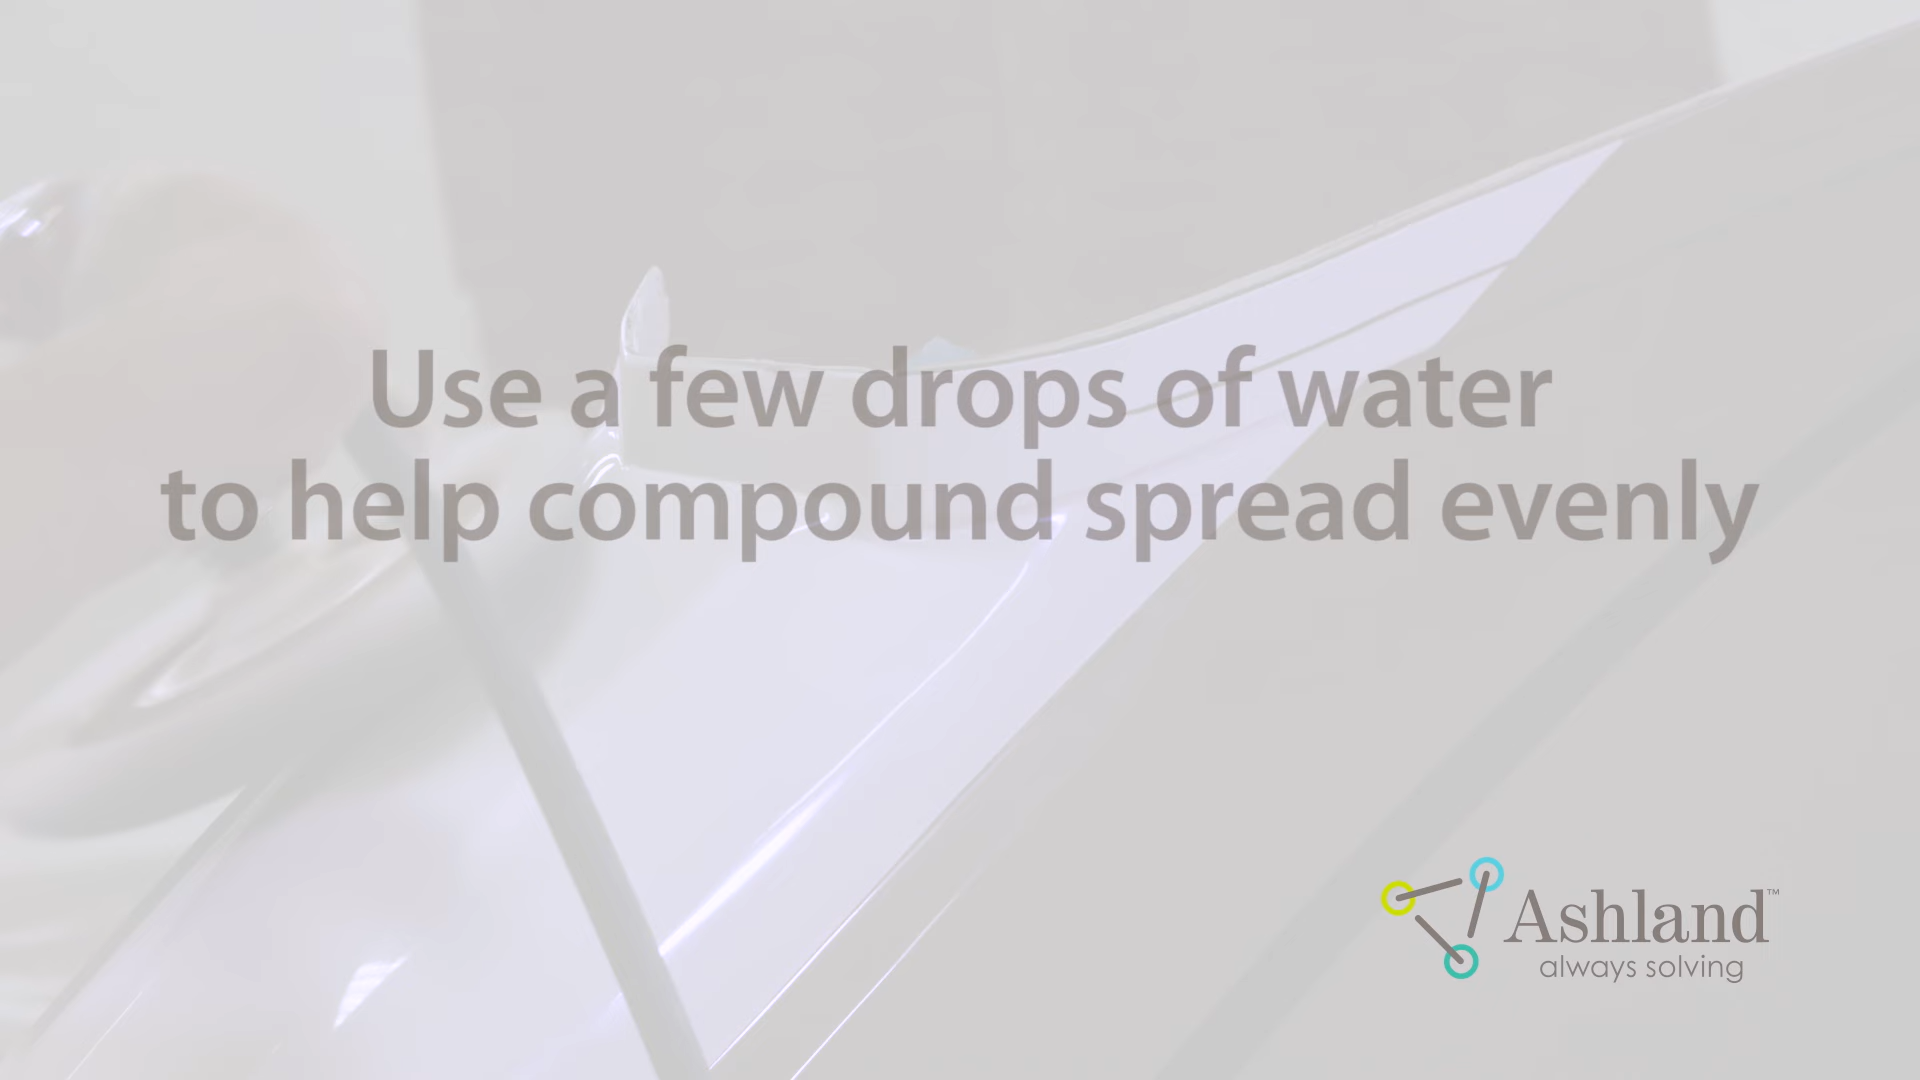 Use a few drops of water
to help compound spread evenly
Ashland™
always solving